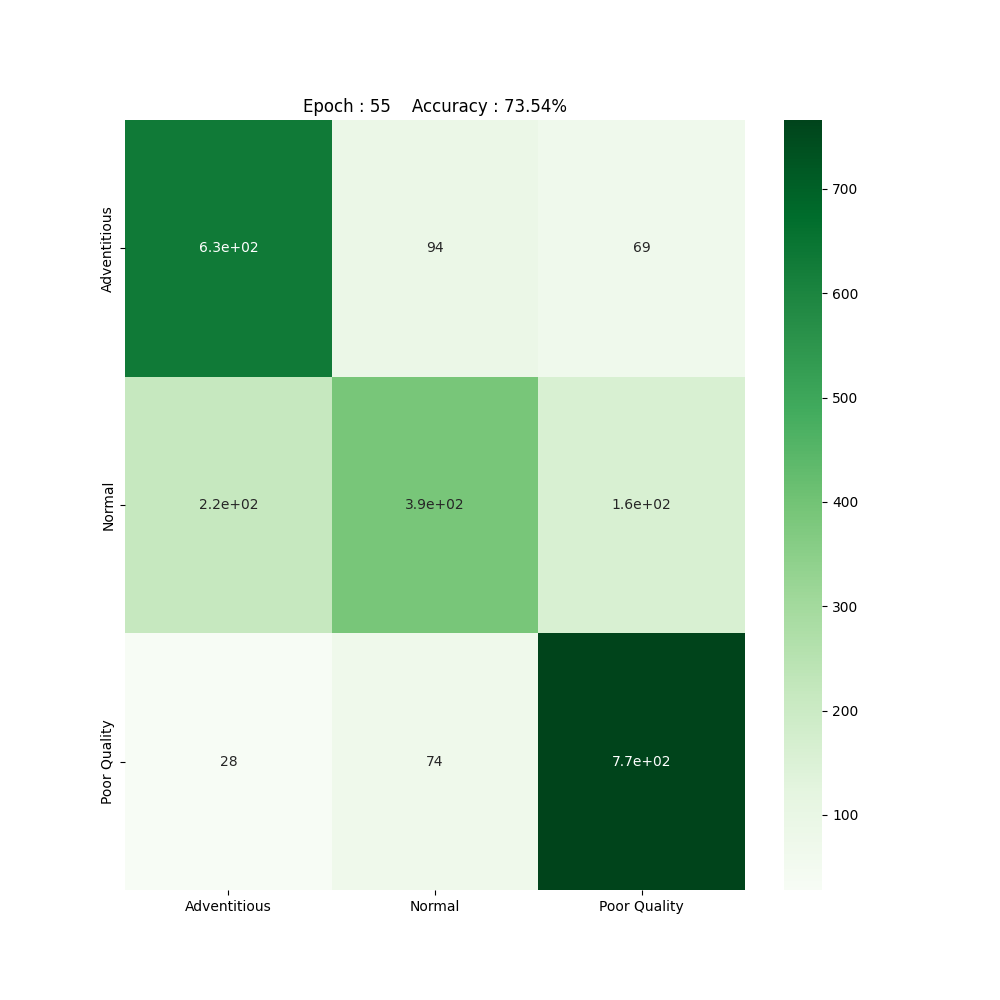 Epoch : 55    Accuracy : 73.54%
Adventitious
6.3e+02 94 69
700
600
500
Normal
2.2e+02 3.9e+02 1.6e+02
400
300
200
Poor Quality
28 74 7.7e+02
100
Adventitious Normal Poor Quality